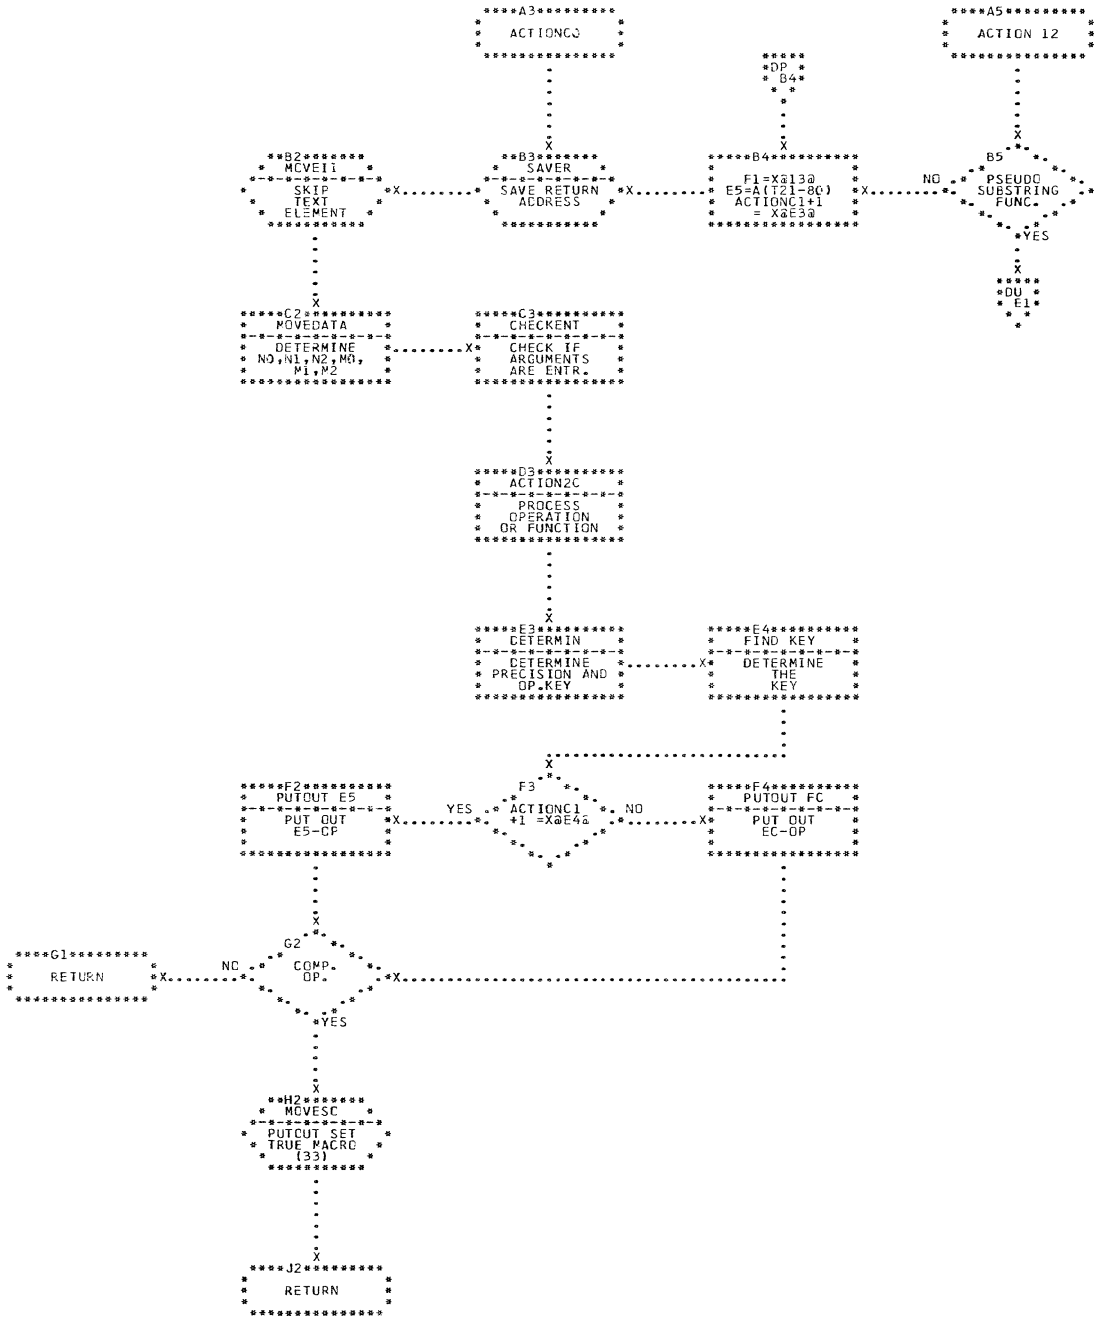 A3
ACTIONC0
A5
ACTION 12
DP
B4
B2
MOVE11
SKIP
TEXT
ELEMENT
B3
SAVER
SAVE RETURN
ADDRESS
B4
F1=X@13@
E5=A(T21-80)
ACTIONC1+1
= X@E3@
NO
B5
PSEUDO
SUBSTRING
FUNC.
YES
DU
E1
C2
MOVEDATA
DETERMINE
N0,N1,N2,M0,
M1,M2
C3
CHECKENT
CHECK IF
ARGUMENTS
ARE ENTR.
D3
ACTION2C
PROCESS
OPERATION
OR FUNCTION
E3
DETERMIN
DETERMINE
PRECISION AND
OP.KEY
E4
FIND KEY
DETERMINE
THE
KEY
F2
PUTOUT E5
PUT OUT
E5-OP
YES
F3
ACTIONC1
+1 =X@E4@
NO
F4
PUTOUT FC
PUT OUT
EC-OP
G1
RETURN
NO
G2
COMP.
OP.
YES
H2
MOVESC
PUTOUT SET
TRUE MACRO
(33)
J2
RETURN